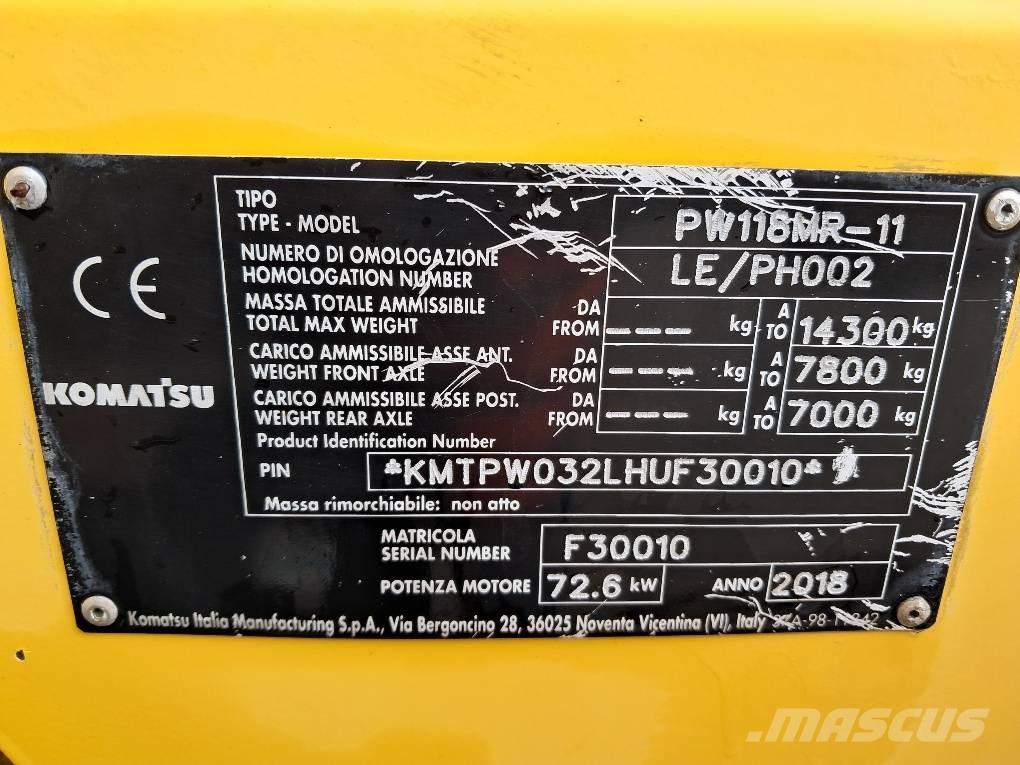 TIPO
TYPE - MODEL PW118MR-11
NUMERO DI OMOLOGAZIONE
HOMOLOGATION NUMBER LE/PH002
MASSA TOTALE AMMISSIBILE DA A
TOTAL MAX WEIGHT FROM --- kg TO 14300 kg
CARICO AMMISSIBILE ASSE ANT. DA A
WEIGHT FRONT AXLE FROM --- kg TO 7800 kg
CARICO AMMISSIBILE ASSE POST. DA A
WEIGHT REAR AXLE FROM --- kg TO 7000 kg
Product Identification Number
PIN *KMTPW032LHUF30010*
Massa rimorchiabile: non atto
CE
KOMATSU
MATRICOLA
SERIAL NUMBER F30010
POTENZA MOTORE 72.6 kW ANNO 2018
Komatsu Italia Manufacturing S.p.A., Via Bergoncino 28, 36025 Noventa Vicentina (VI), Italy
MASCUS